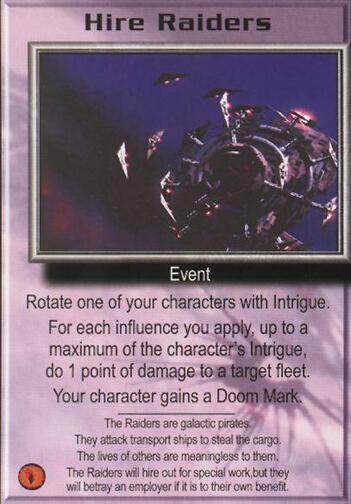 Hire Raiders
Event
Rotate one of your characters with Intrigue.
For each influence you apply, up to a
maximum of the character's Intrigue,
do 1 point of damage to a target fleet.
Your character gains a Doom Mark.
The Raiders are galactic pirates.
They attack transport ships to steal the cargo.
The lives of others are meaningless to them.
The Raiders will hire out for special work,but they
will betray an employer if it is to their own benefit.